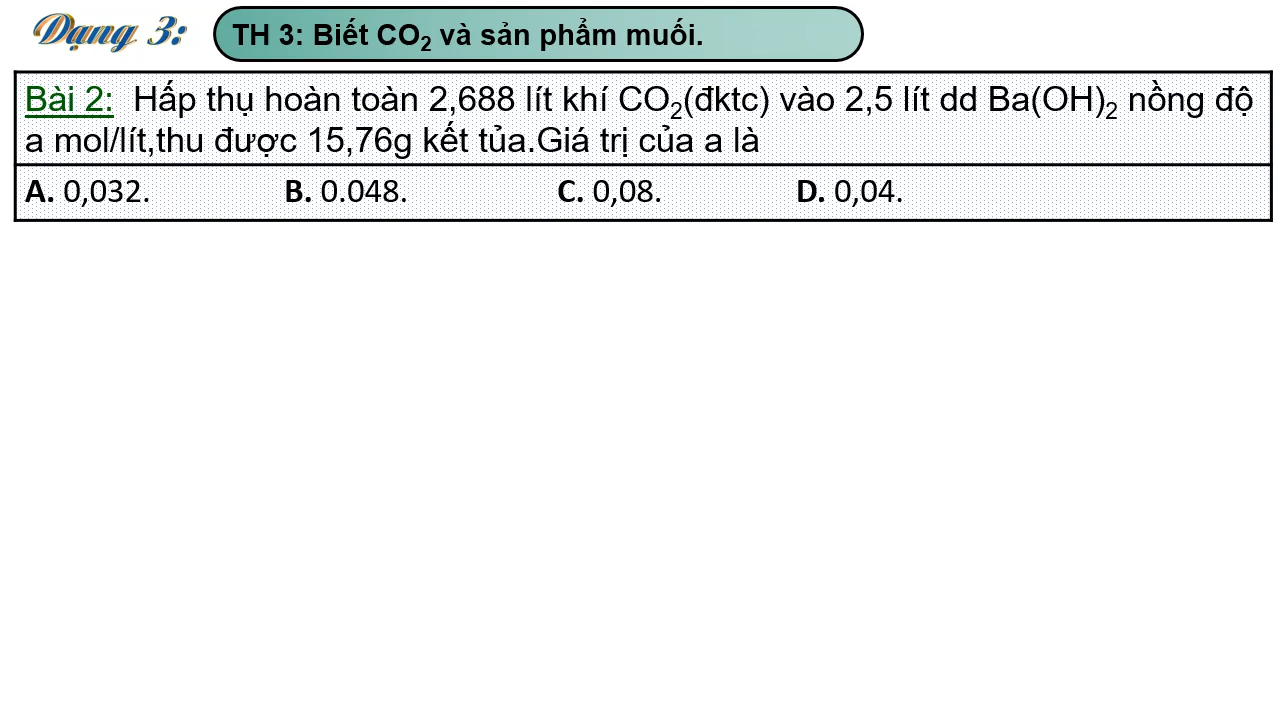 Dạng 3:
TH 3: Biết CO₂ và sản phẩm muối.
Bài 2: Hấp thụ hoàn toàn 2,688 lít khí CO₂(đktc) vào 2,5 lít dd Ba(OH)₂ nồng độ
a mol/lít,thu được 15,76g kết tủa.Giá trị của a là
A. 0,032. B. 0.048. C. 0,08. D. 0,04.